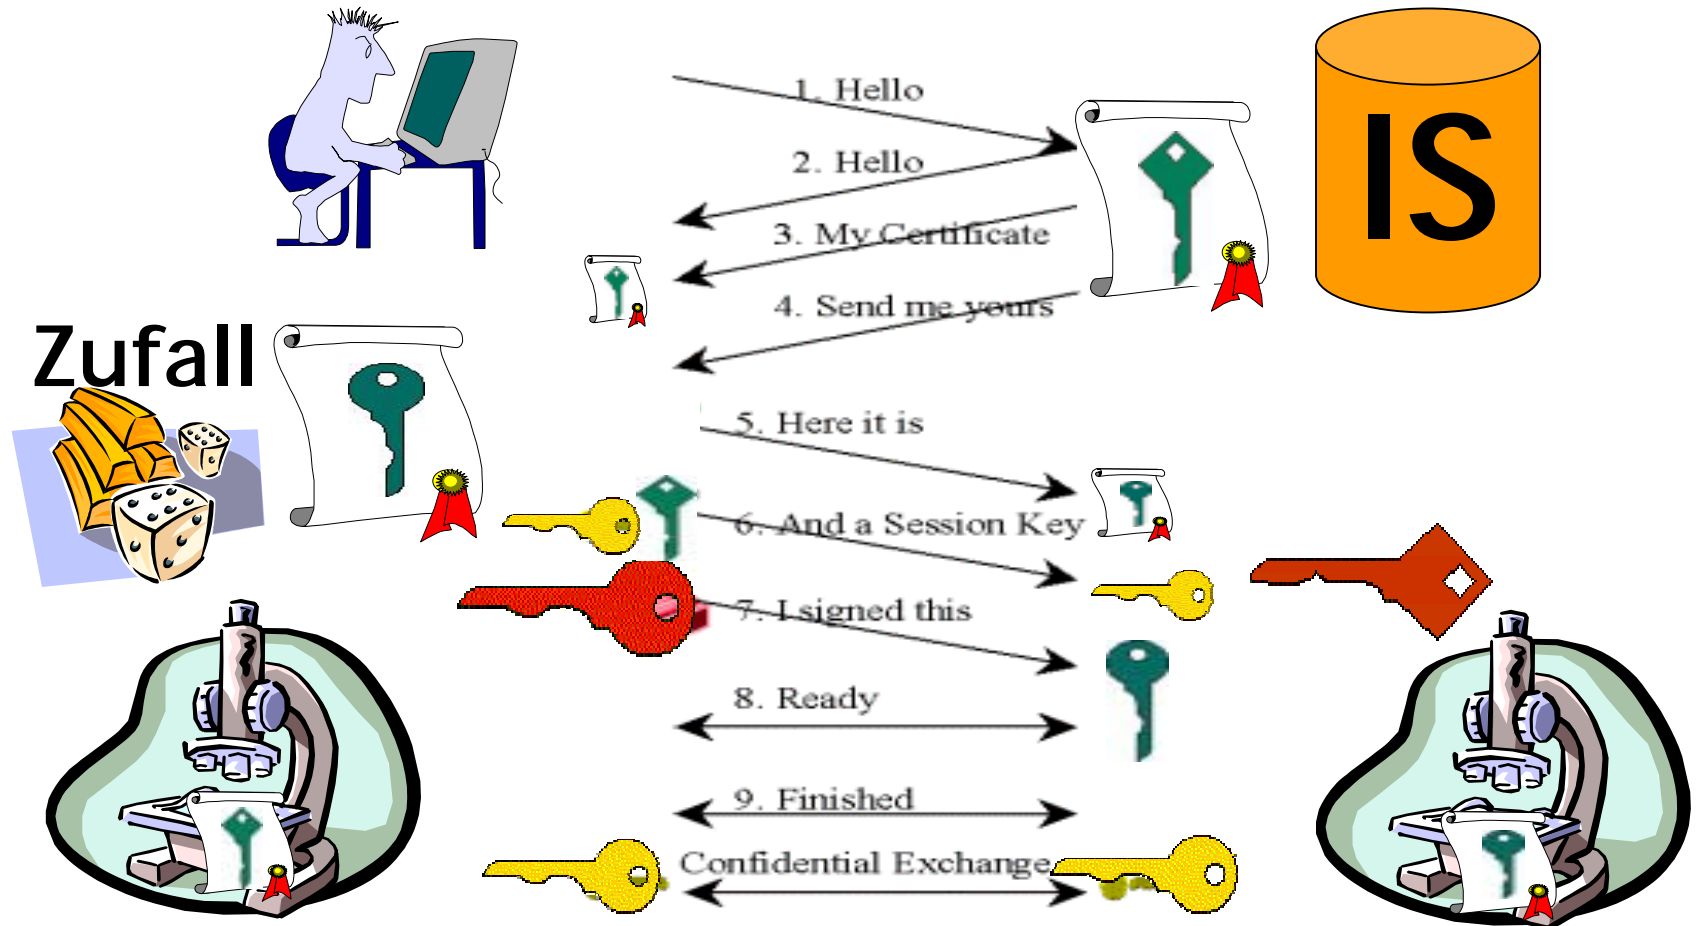 IS
1. Hello
2. Hello
3. My Certificate
4. Send me yours
Zufall
5. Here it is
6. And a Session Key
7. I signed this
8. Ready
9. Finished
Confidential Exchange